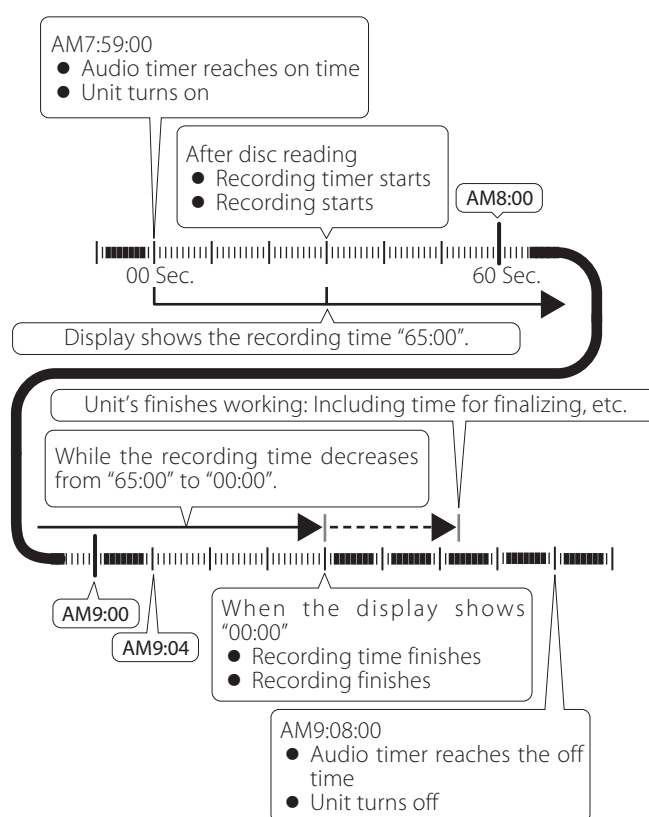 AM7:59:00
● Audio timer reaches on time
● Unit turns on
After disc reading
● Recording timer starts
● Recording starts
AM8:00
00 Sec.
60 Sec.
Display shows the recording time “65:00”.
Unit’s finishes working: Including time for finalizing, etc.
While the recording time decreases
from “65:00” to “00:00”.
AM9:00
AM9:04
When the display shows
“00:00”
● Recording time finishes
● Recording finishes
AM9:08:00
● Audio timer reaches the off
time
● Unit turns off